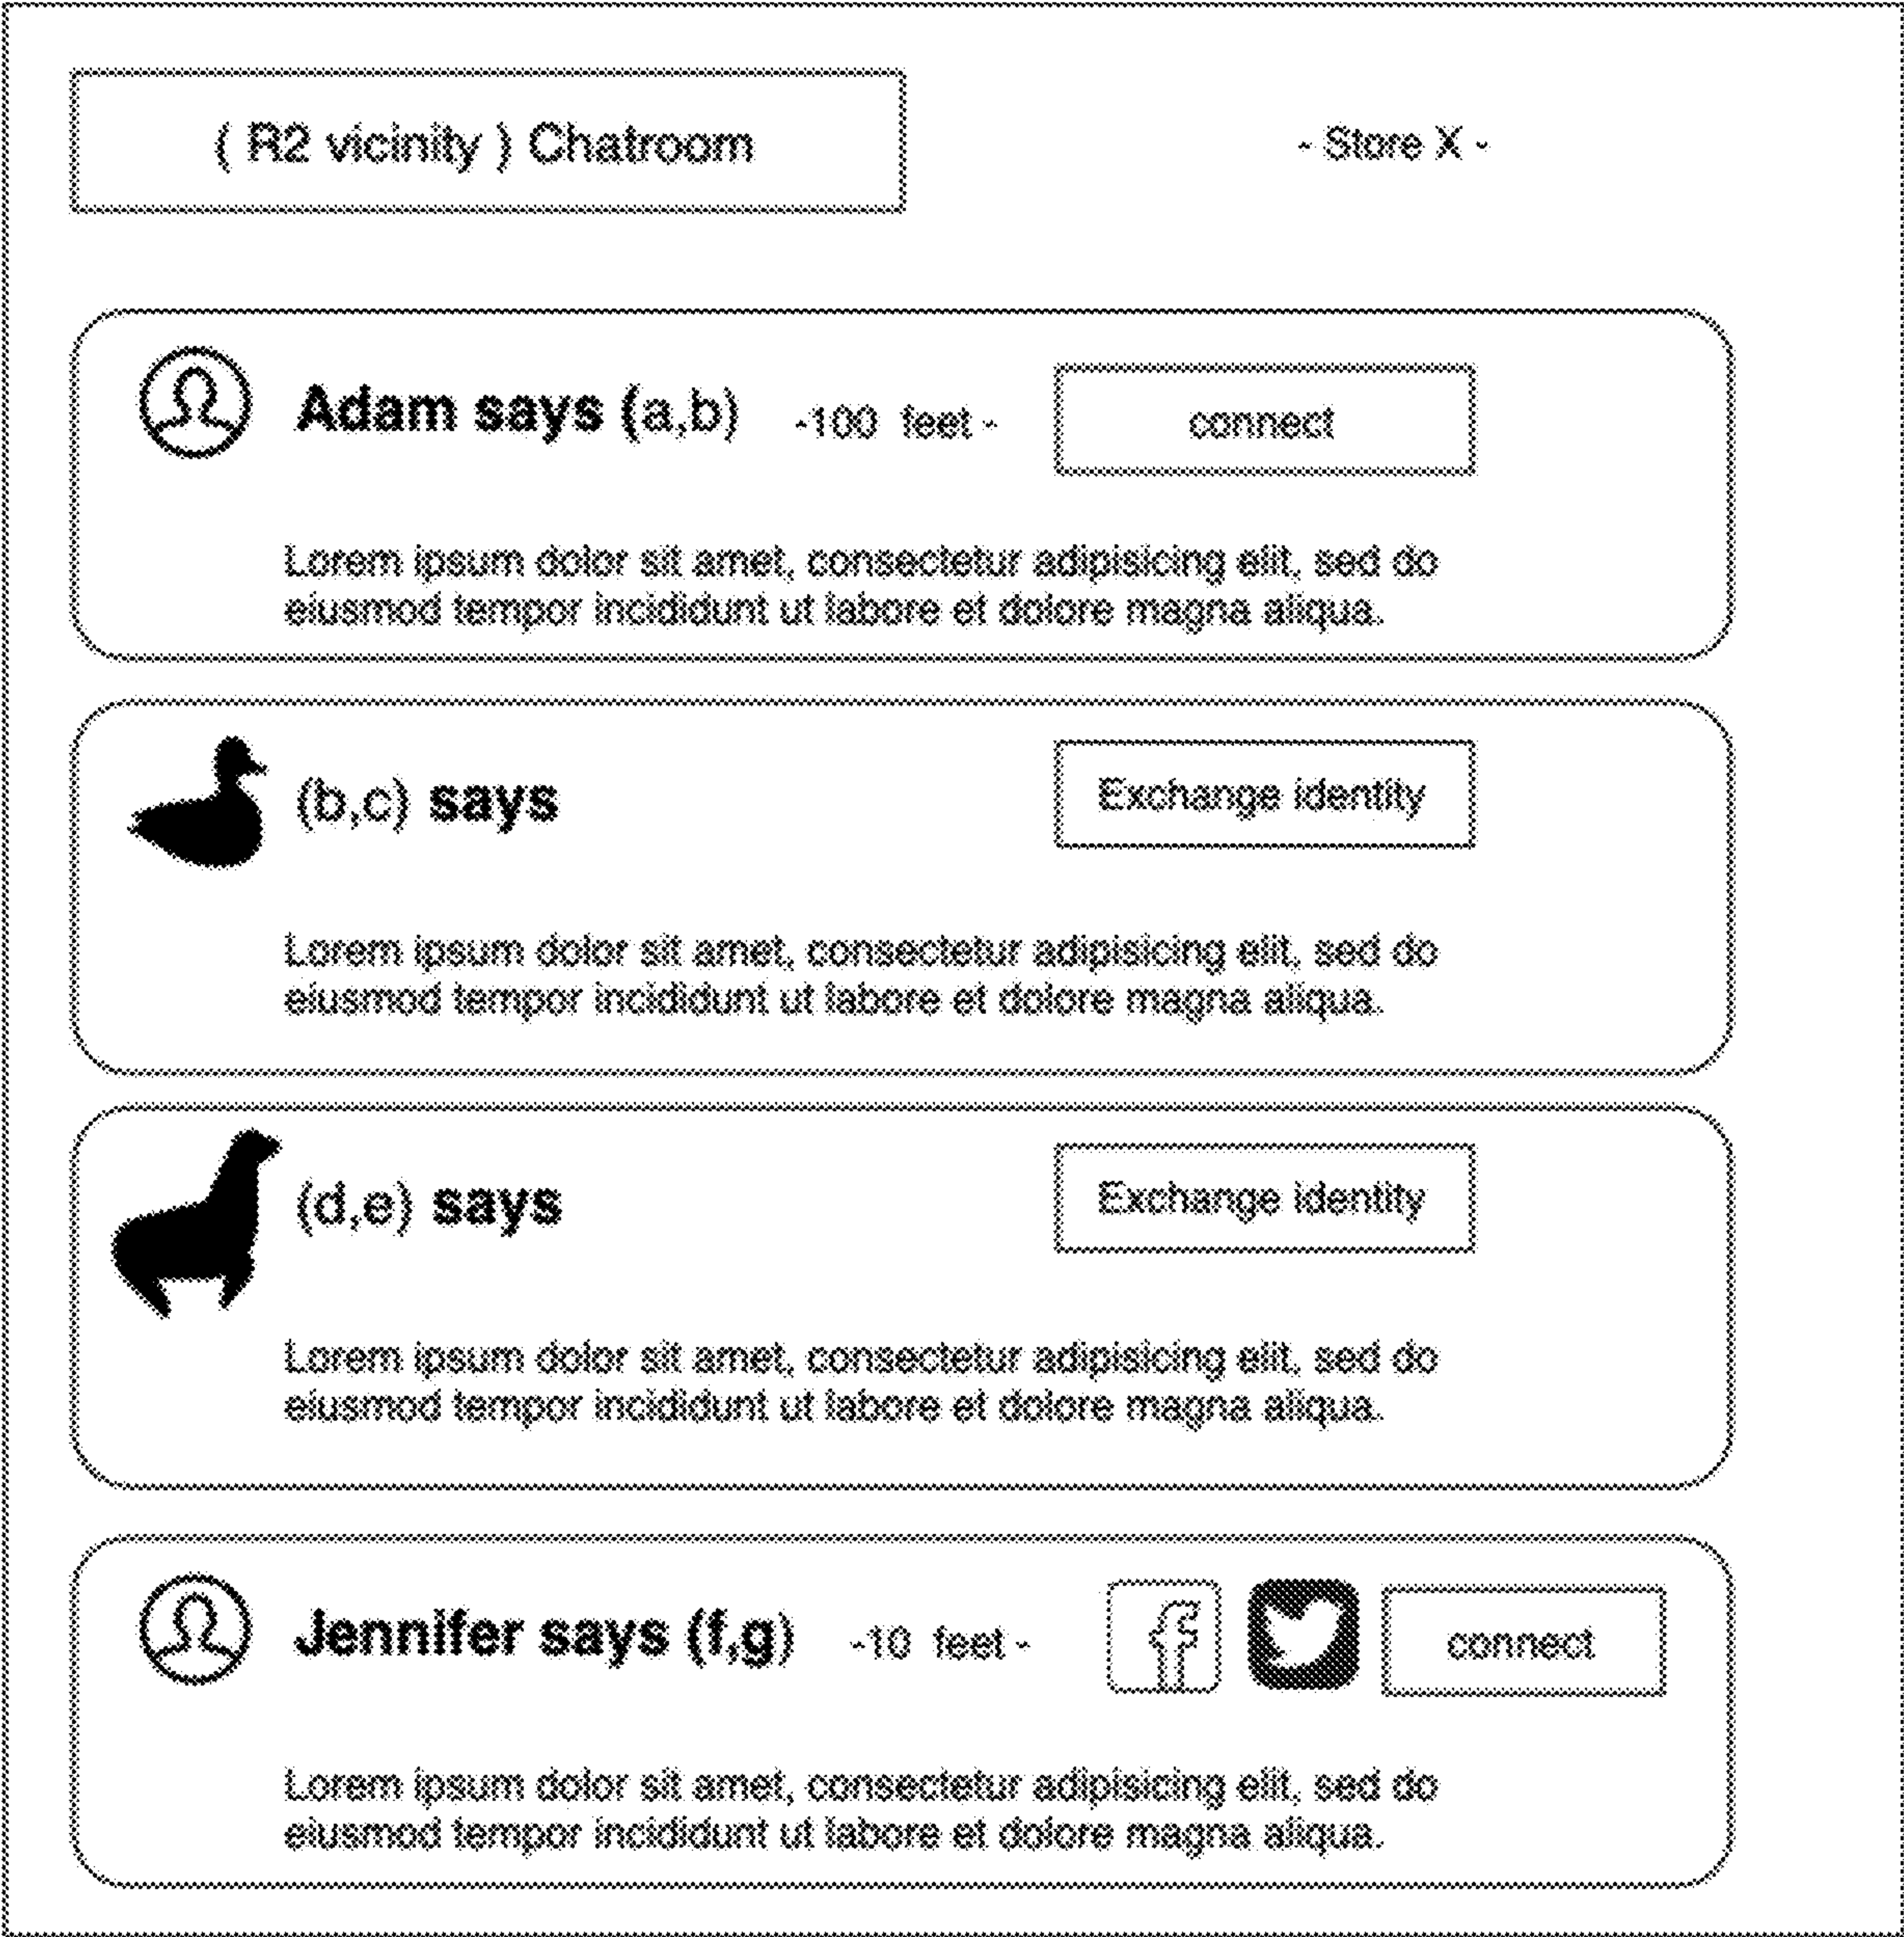 ( R2 vicinity ) Chatroom
- Store X -
Adam says (a,b) -100 feet - connect
Lorem ipsum dolor sit amet, consectetur adipisicing elit, sed do
eiusmod tempor incididunt ut labore et dolore magna aliqua.
(b,c) says Exchange identity
Lorem ipsum dolor sit amet, consectetur adipisicing elit, sed do
eiusmod tempor incididunt ut labore et dolore magna aliqua.
(d,e) says Exchange identity
Lorem ipsum dolor sit amet, consectetur adipisicing elit, sed do
eiusmod tempor incididunt ut labore et dolore magna aliqua.
Jennifer says (f,g) -10 feet - f connect
Lorem ipsum dolor sit amet, consectetur adipisicing elit, sed do
eiusmod tempor incididunt ut labore et dolore magna aliqua.